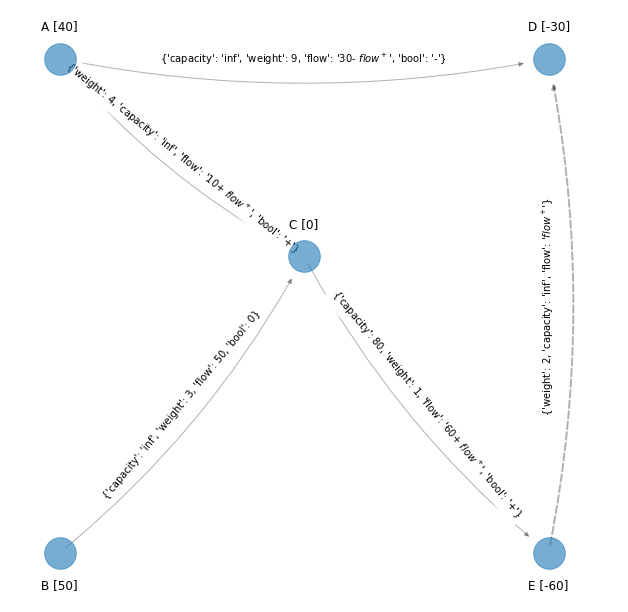 A [40]
D [-30]
{'capacity': 'inf', 'weight': 9, 'flow': '30- flow⁺', 'bool': '-'}
{'weight': 4, 'capacity': 'inf', 'flow': '10+ flow⁺', 'bool': '+'}
C [0]
{'weight': 2, 'capacity': 'inf', 'flow': 'flow⁺'}
{'capacity': 'inf', 'weight': 3, 'flow': 50, 'bool': 0}
{'capacity': 80, 'weight': 1, 'flow': '60+ flow⁺', 'bool': '+'}
B [50]
E [-60]